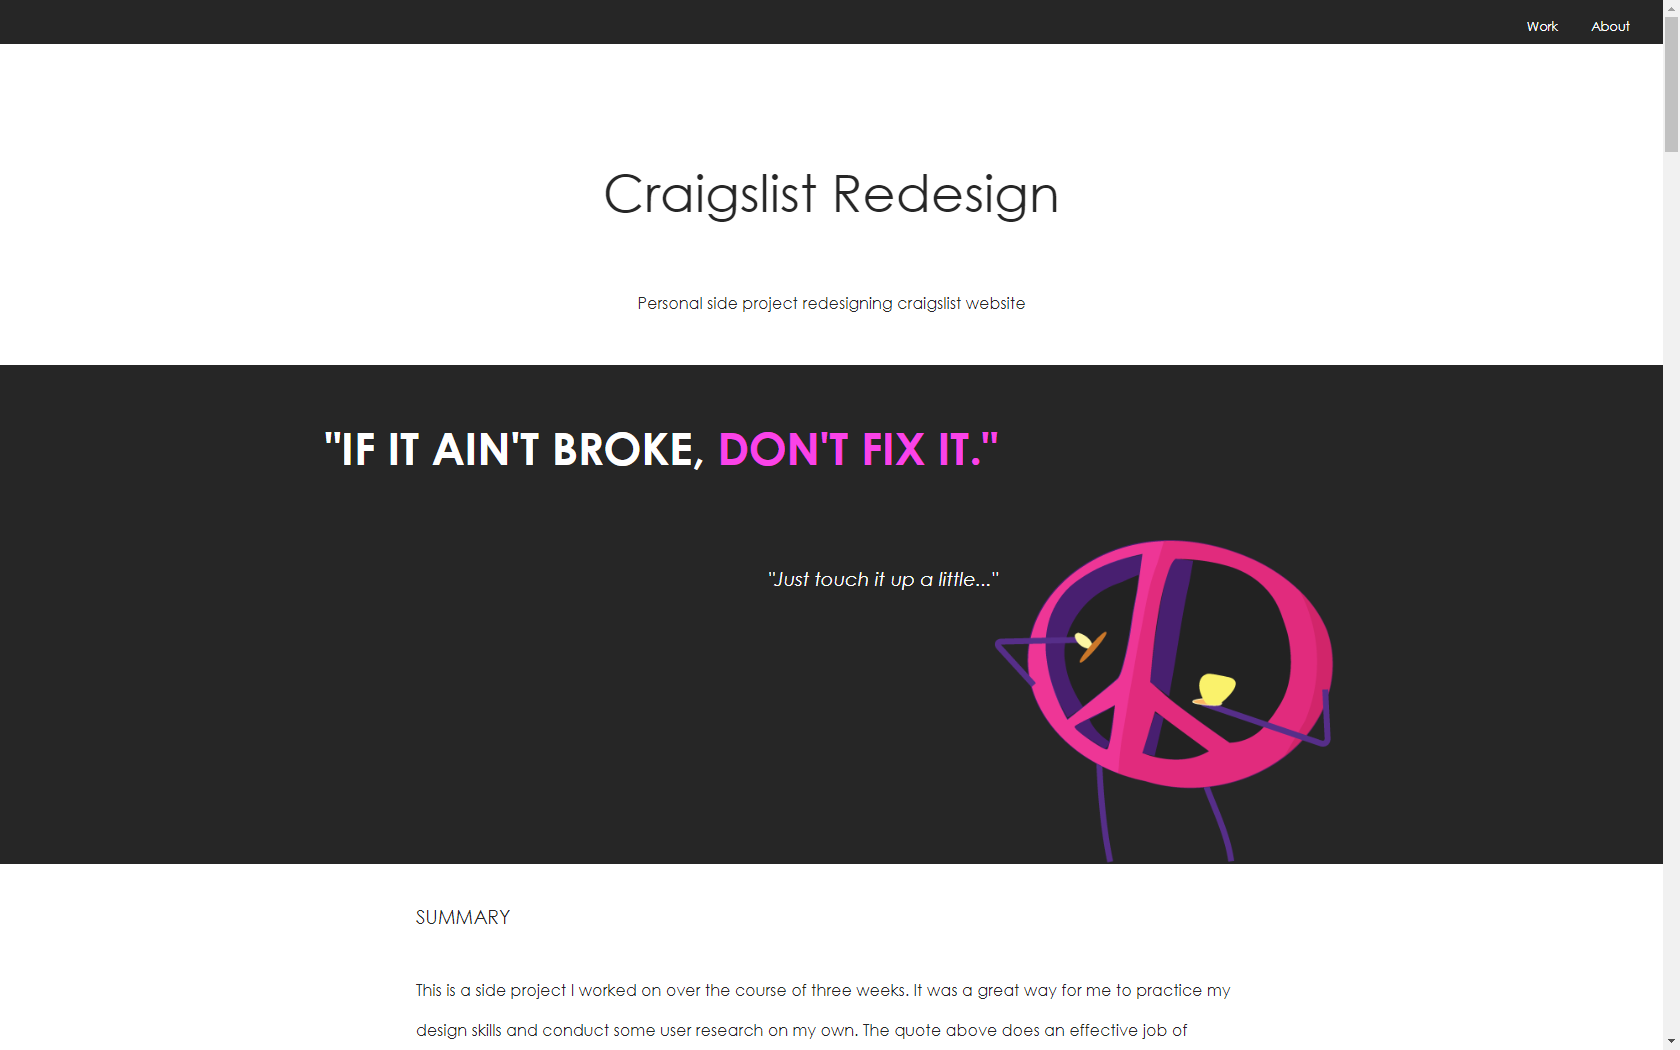 Work About
Craigslist Redesign
Personal side project redesigning craigslist website
"IF IT AIN'T BROKE, DON'T FIX IT."
"Just touch it up a little..."
SUMMARY
This is a side project I worked on over the course of three weeks. It was a great way for me to practice my
design skills and conduct some user research on my own. The quote above does an effective job of